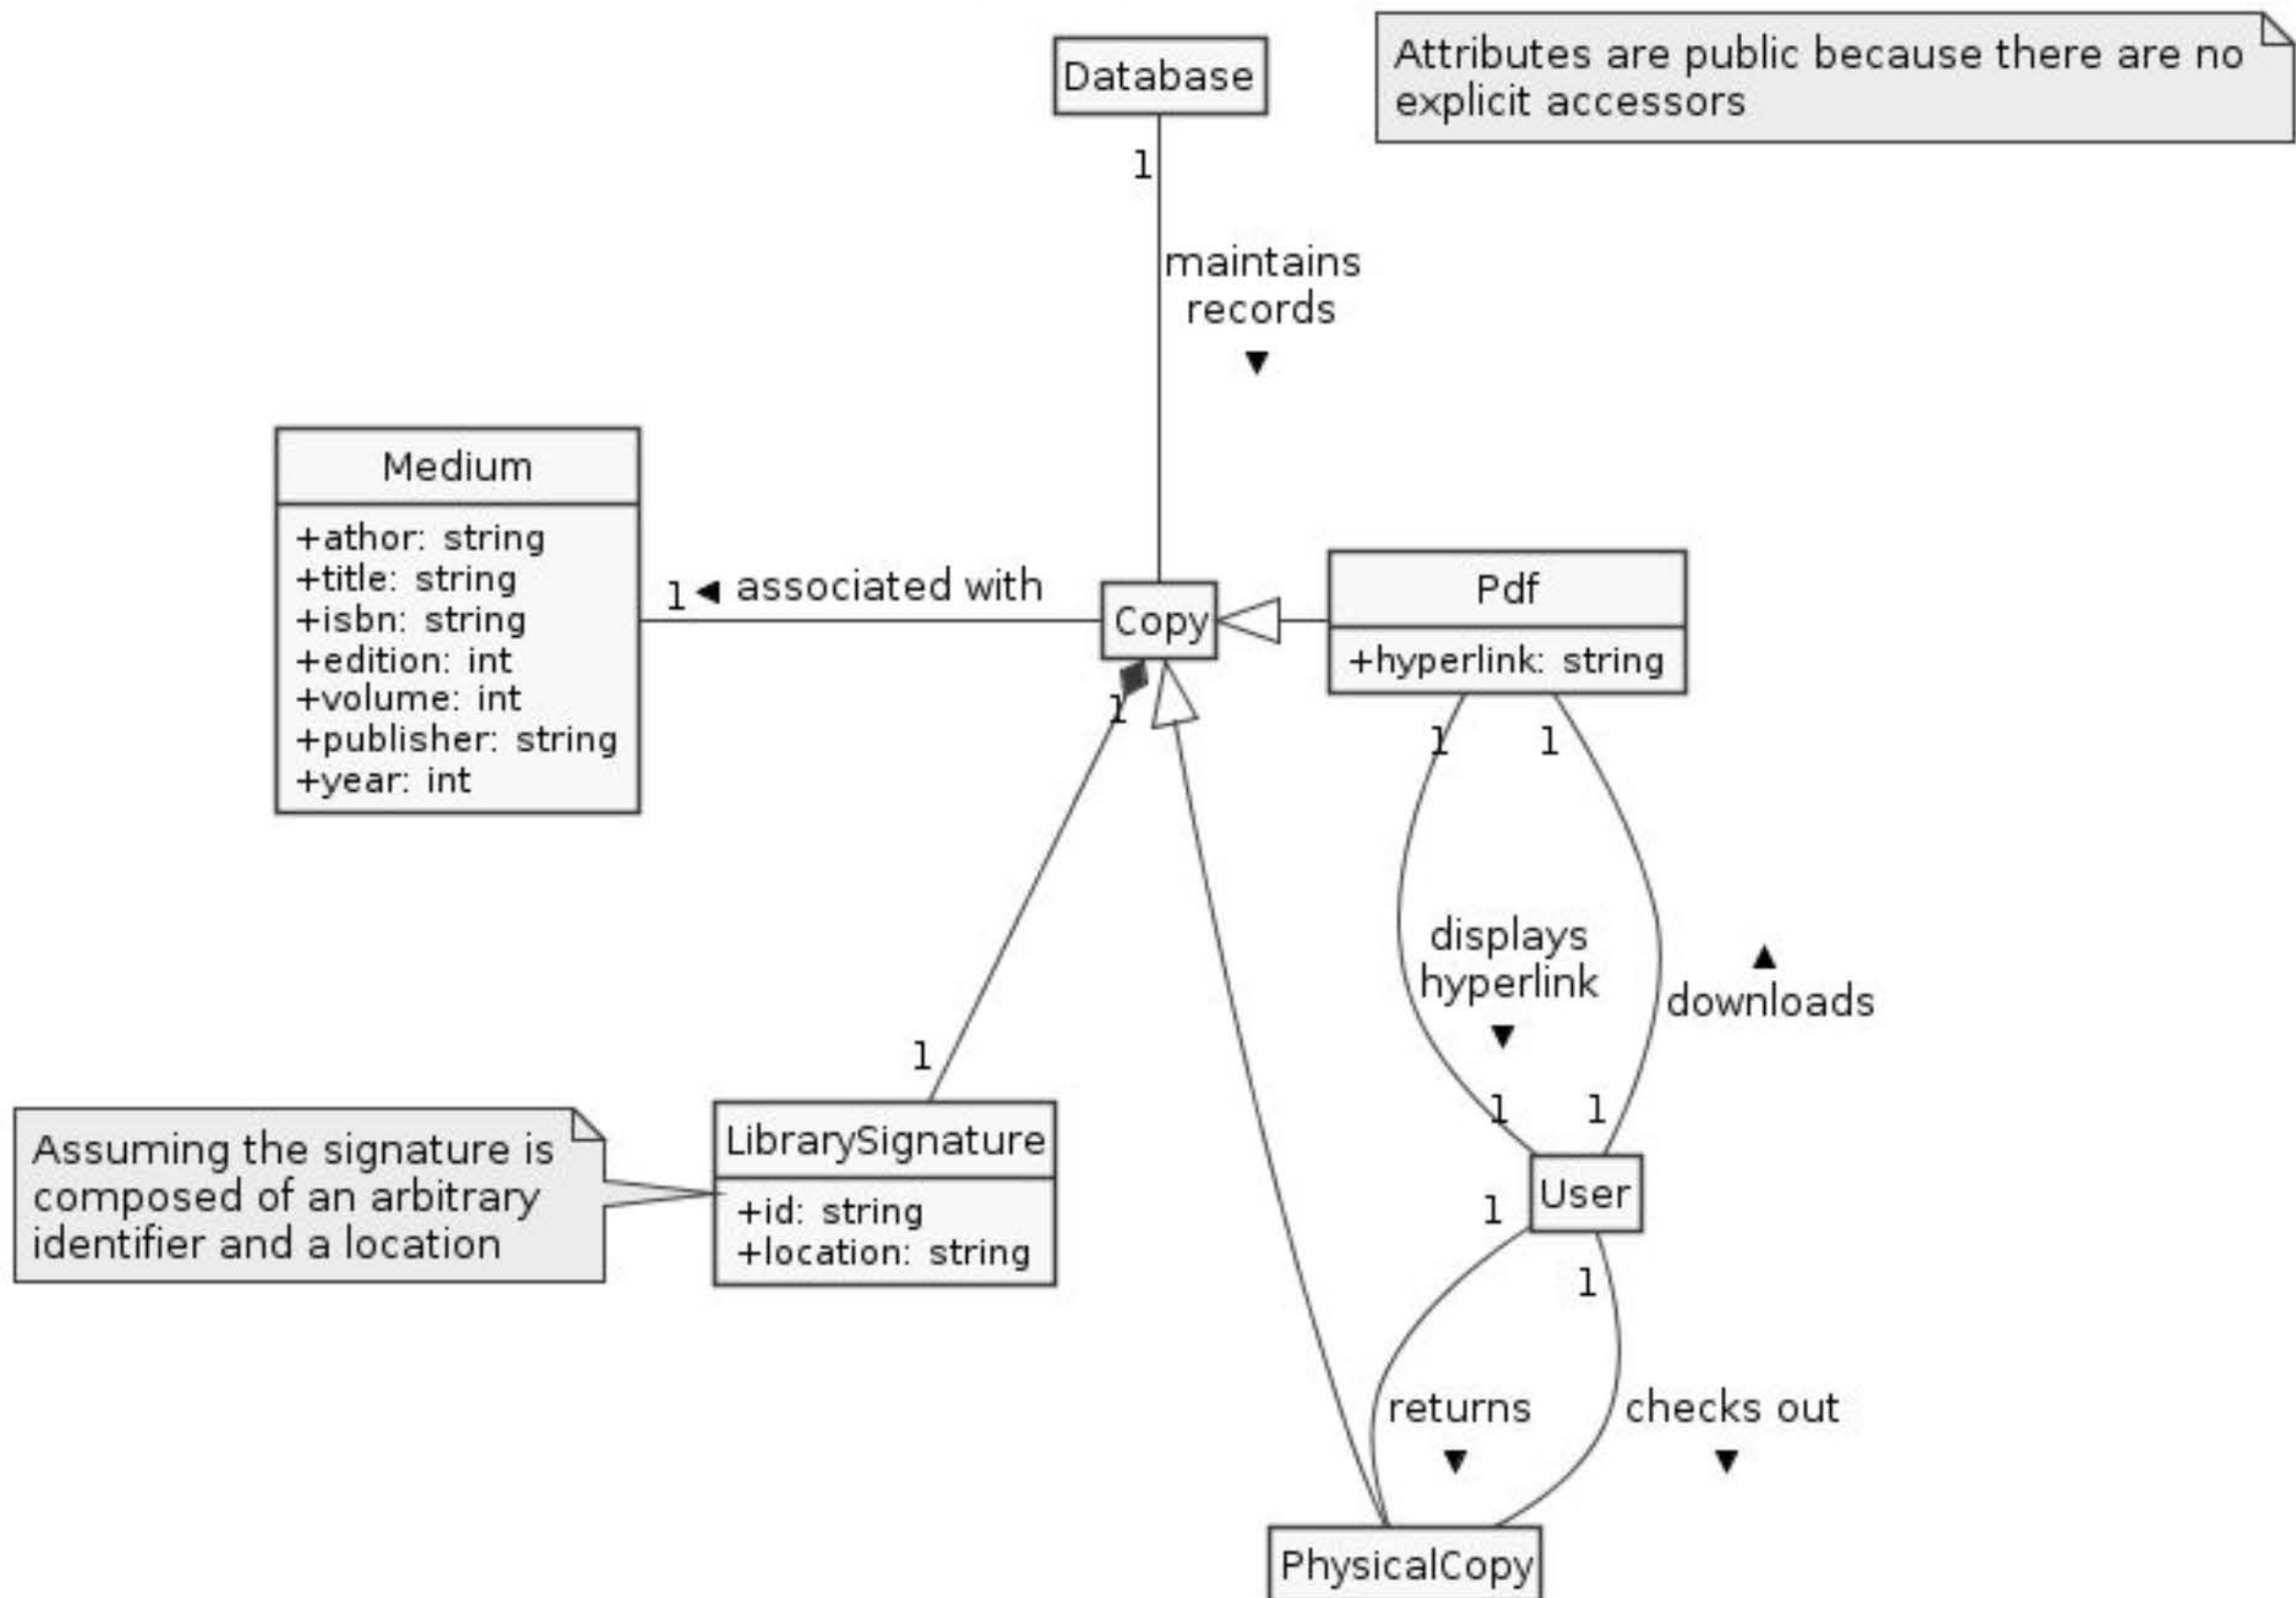 Database
Attributes are public because there are no
explicit accessors
1
maintains
records
▼
Medium
+athor: string
+title: string
+isbn: string
+edition: int
+volume: int
+publisher: string
+year: int
1 ◀ associated with
Copy
Pdf
+hyperlink: string
1
1
1
displays
hyperlink
▼
▲
downloads
1
1
1
Assuming the signature is
composed of an arbitrary
identifier and a location
LibrarySignature
+id: string
+location: string
User
1
1
returns
▼
checks out
▼
PhysicalCopy